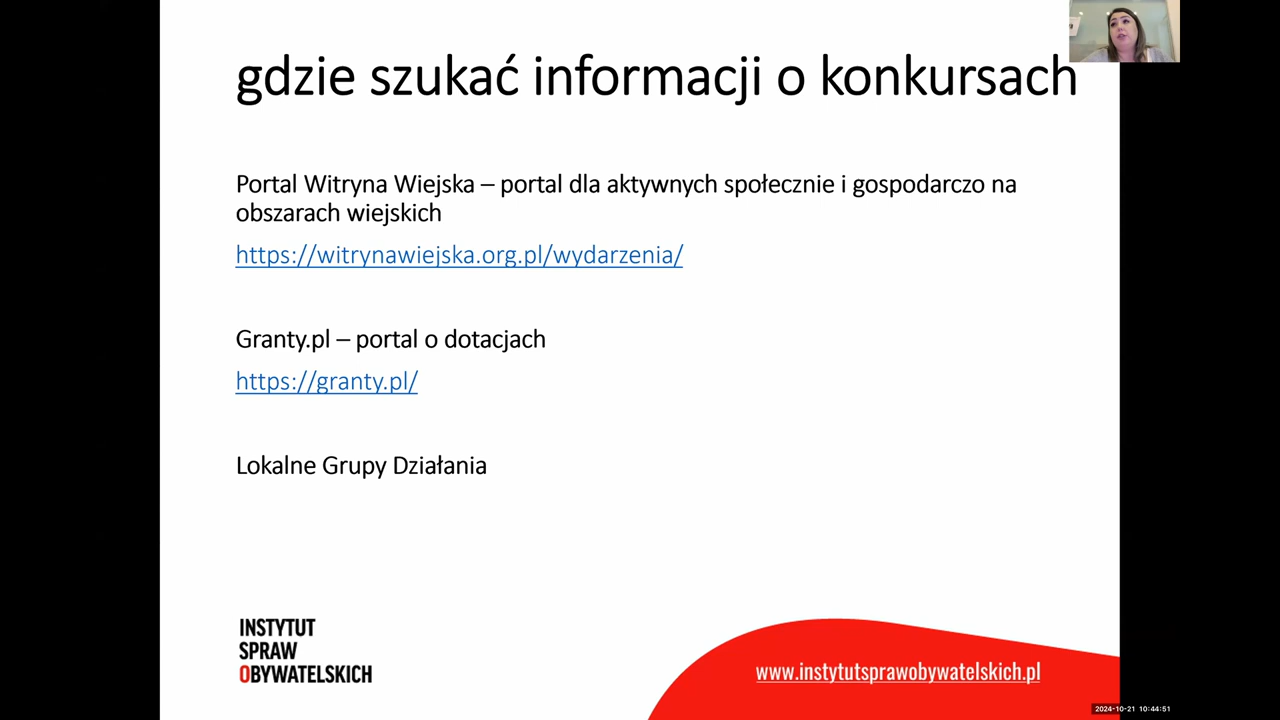 gdzie szukać informacji o konkursach
Portal Witryna Wiejska – portal dla aktywnych społecznie i gospodarczo na
obszarach wiejskich
https://witrynawiejska.org.pl/wydarzenia/
Granty.pl – portal o dotacjach
https://granty.pl/
Lokalne Grupy Działania
INSTYTUT
SPRAW
OBYWATELSKICH
www.instytutsprawobywatelskich.pl
2024-10-21 10:44:51